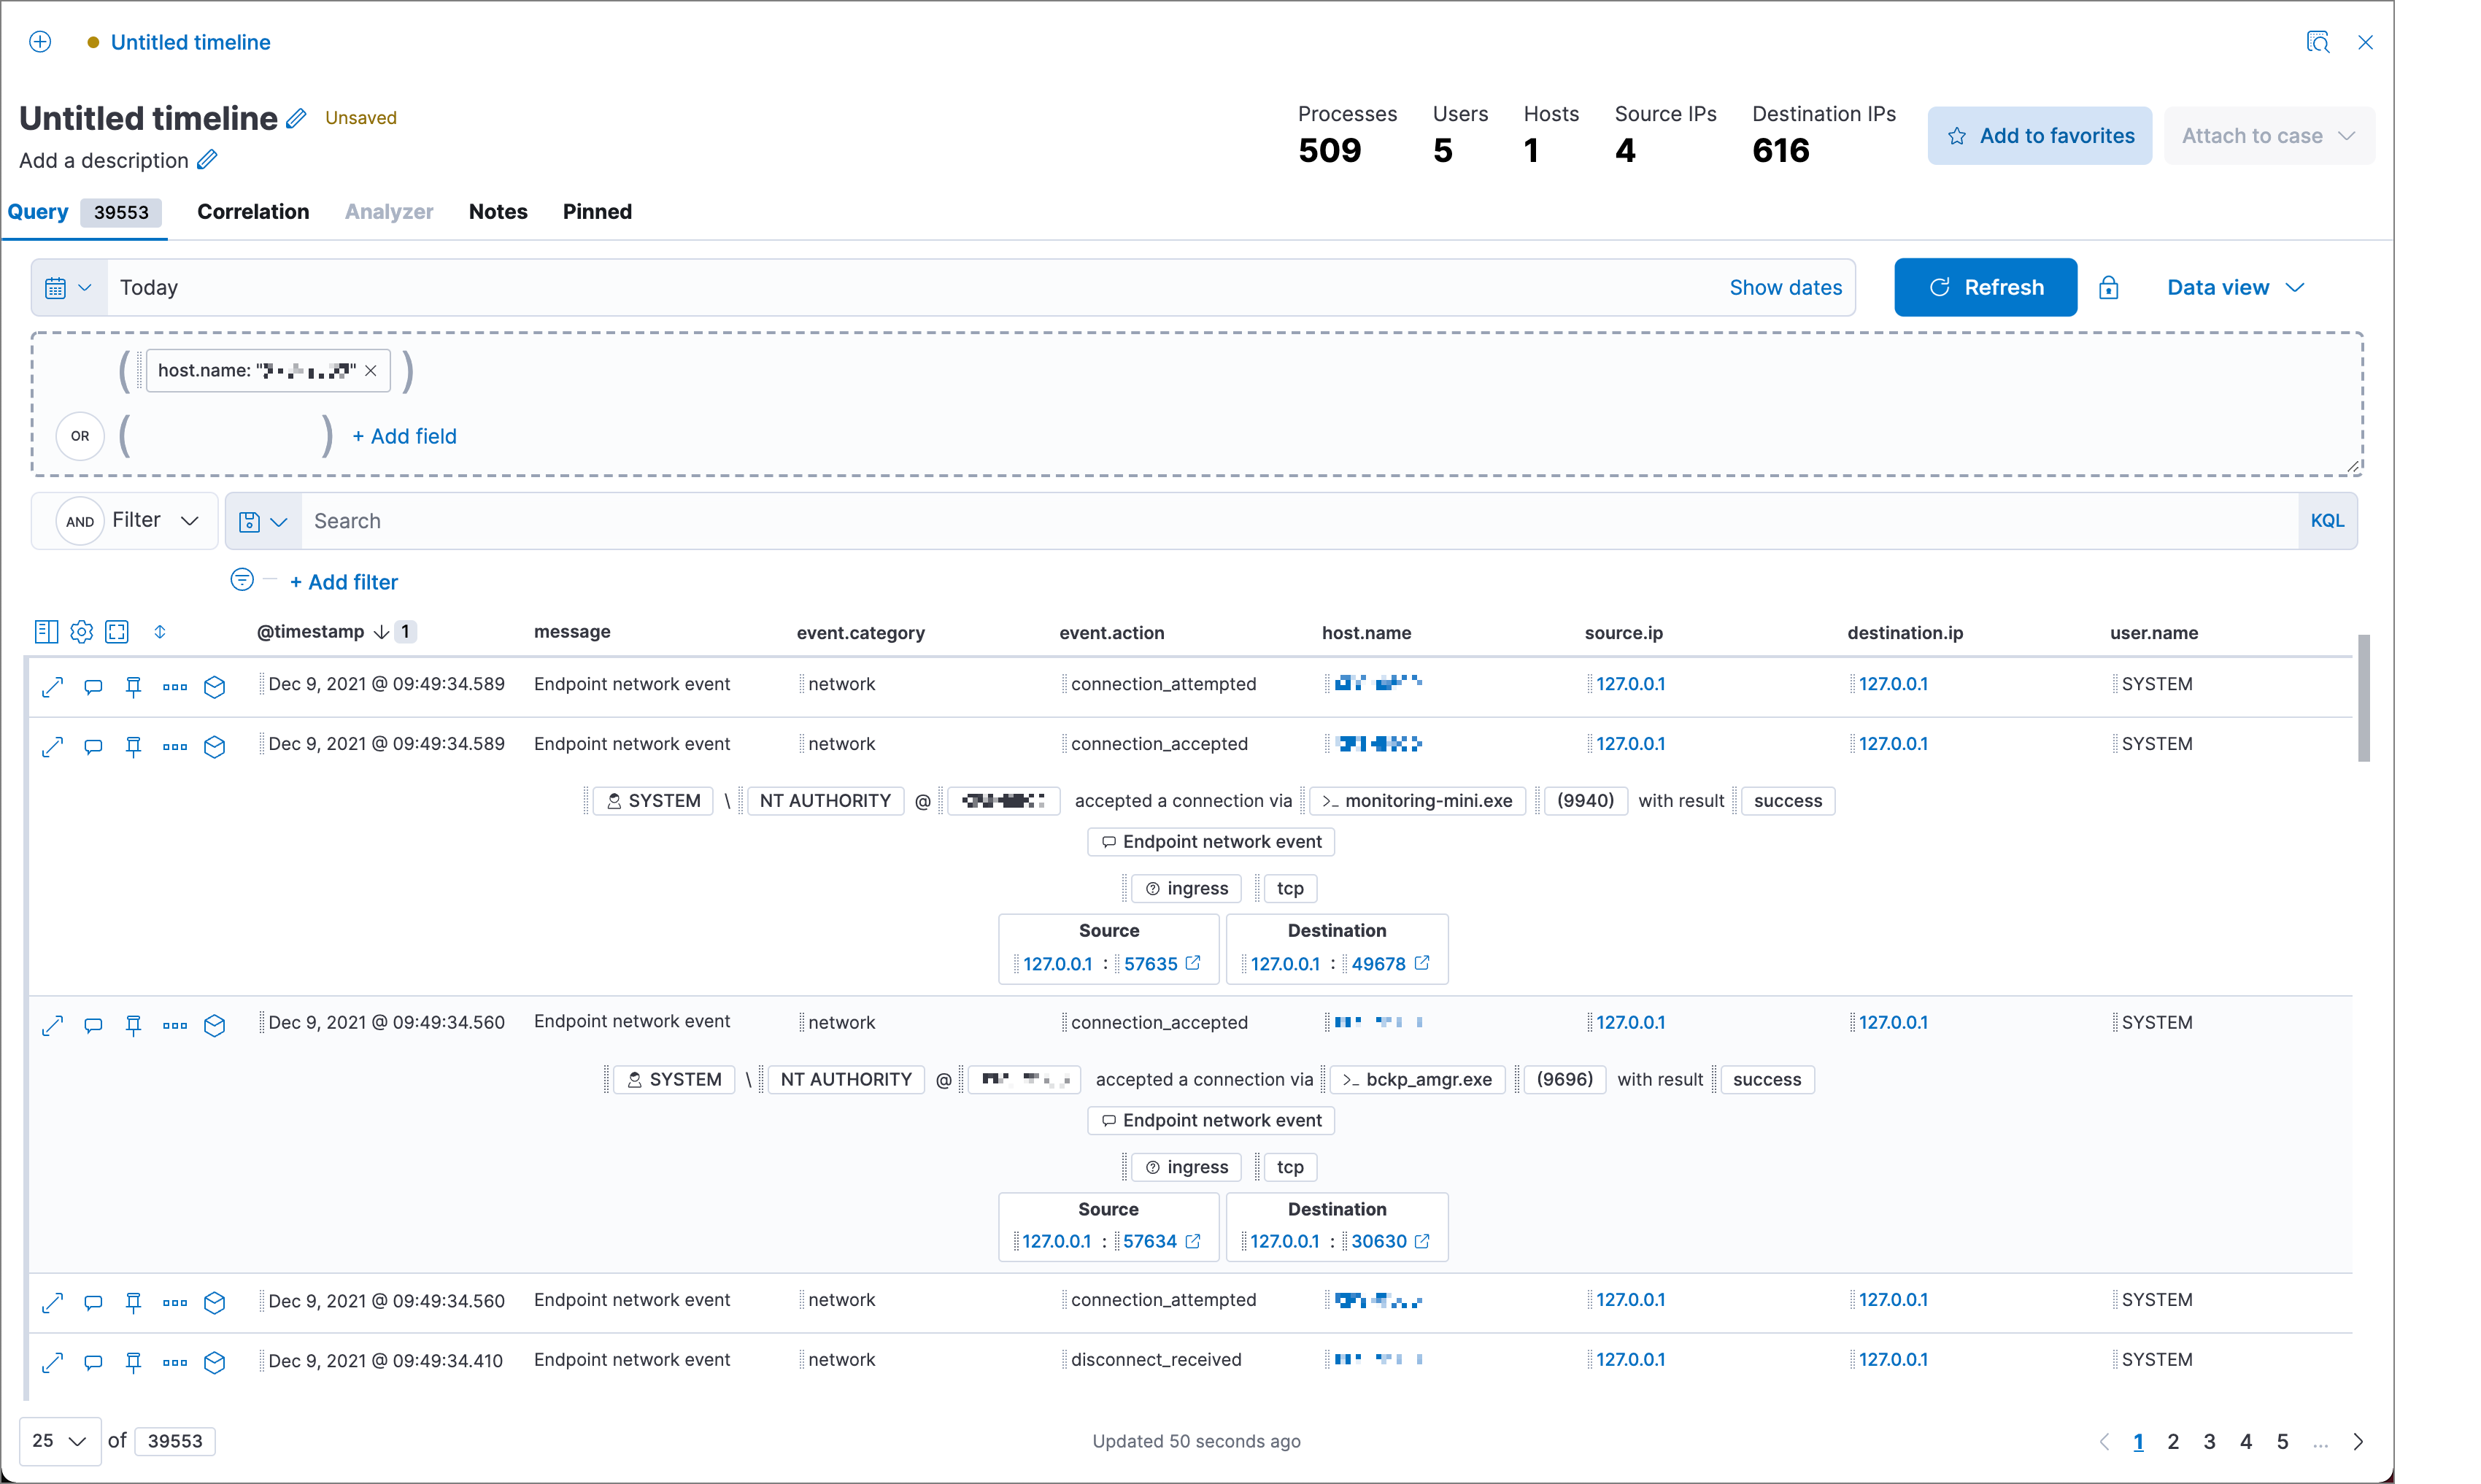 Untitled timeline
Untitled timeline Unsaved
Add a description
Processes Users Hosts Source IPs Destination IPs
509 5 1 4 616
Add to favorites Attach to case
Query 39553 Correlation Analyzer Notes Pinned
Today Show dates Refresh Data view
( host.name: "" )
OR ( ) + Add field
AND Filter Search KQL
+ Add filter
@timestamp 1 message event.category event.action host.name source.ip destination.ip user.name
Dec 9, 2021 @ 09:49:34.589 Endpoint network event network connection_attempted 127.0.0.1 127.0.0.1 SYSTEM
Dec 9, 2021 @ 09:49:34.589 Endpoint network event network connection_accepted 127.0.0.1 127.0.0.1 SYSTEM
SYSTEM \ NT AUTHORITY @ accepted a connection via >_ monitoring-mini.exe (9940) with result success
Endpoint network event
ingress tcp
Source Destination
127.0.0.1 : 57635 127.0.0.1 : 49678
Dec 9, 2021 @ 09:49:34.560 Endpoint network event network connection_accepted 127.0.0.1 127.0.0.1 SYSTEM
SYSTEM \ NT AUTHORITY @ accepted a connection via >_ bckp_amgr.exe (9696) with result success
Endpoint network event
ingress tcp
Source Destination
127.0.0.1 : 57634 127.0.0.1 : 30630
Dec 9, 2021 @ 09:49:34.560 Endpoint network event network connection_attempted 127.0.0.1 127.0.0.1 SYSTEM
Dec 9, 2021 @ 09:49:34.410 Endpoint network event network disconnect_received 127.0.0.1 127.0.0.1 SYSTEM
25 of 39553 Updated 50 seconds ago 1 2 3 4 5 ...